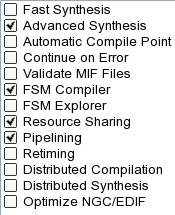 Fast Synthesis
Advanced Synthesis
Automatic Compile Point
Continue on Error
Validate MIF Files
FSM Compiler
FSM Explorer
Resource Sharing
Pipelining
Retiming
Distributed Compilation
Distributed Synthesis
Optimize NGC/EDIF